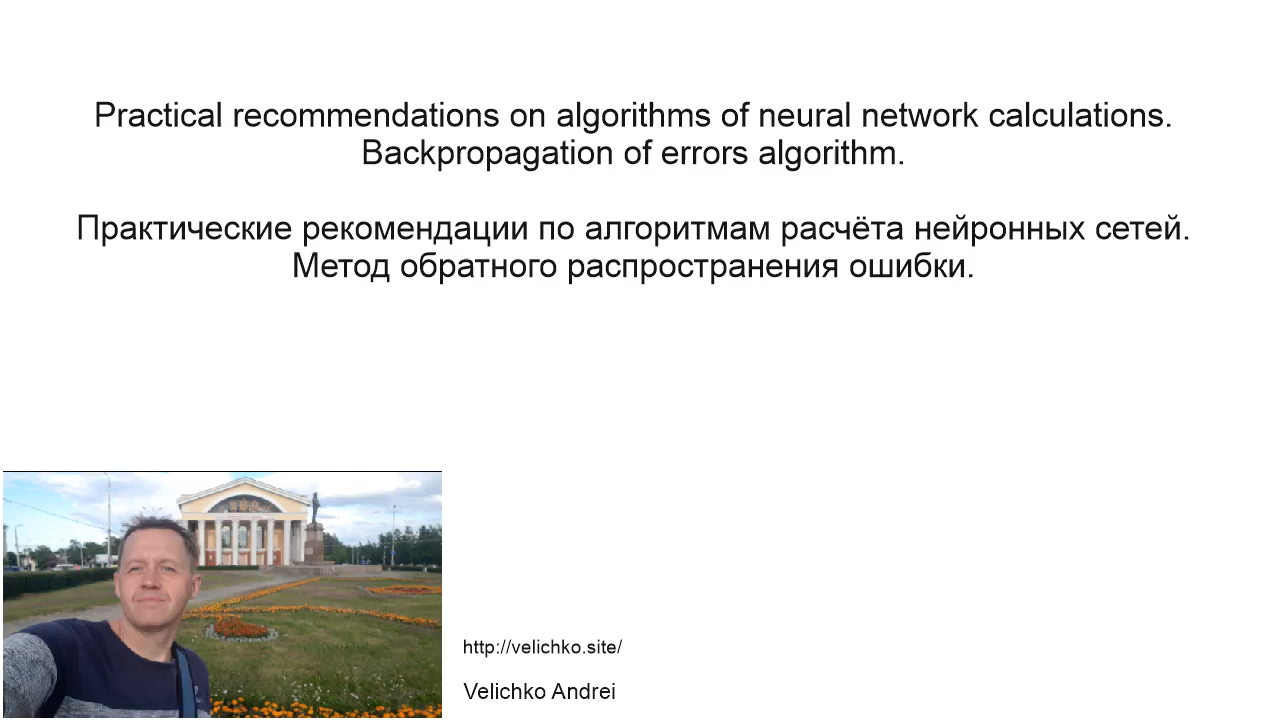 Practical recommendations on algorithms of neural network calculations.
Backpropagation of errors algorithm.
Практические рекомендации по алгоритмам расчёта нейронных сетей.
Метод обратного распространения ошибки.
http://velichko.site/
Velichko Andrei